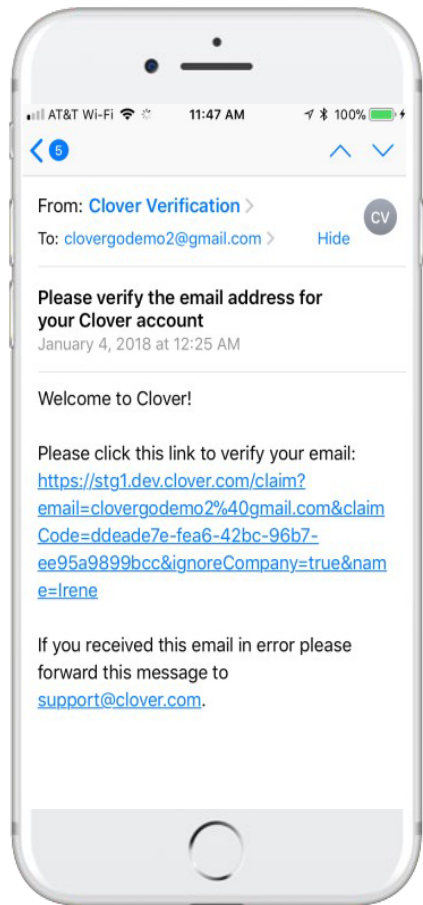 AT&T Wi-Fi 11:47 AM 100%
5
From: Clover Verification
CV
To: clovergodemo2@gmail.com Hide
Please verify the email address for
your Clover account
January 4, 2018 at 12:25 AM
Welcome to Clover!
Please click this link to verify your email:
https://stg1.dev.clover.com/claim?
email=clovergodemo2%40gmail.com&claim
Code=ddeade7e-fea6-42bc-96b7-
ee95a9899bcc&ignoreCompany=true&nam
e=Irene
If you received this email in error please
forward this message to
support@clover.com.